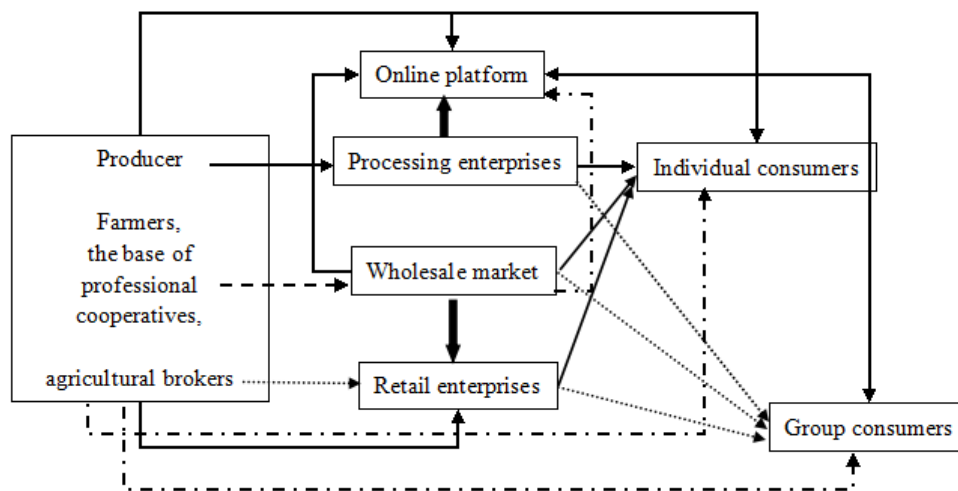 Online platform
Producer
Processing enterprises
Individual consumers
Farmers,
the base of
professional
cooperatives,
Wholesale market
agricultural brokers
Retail enterprises
Group consumers